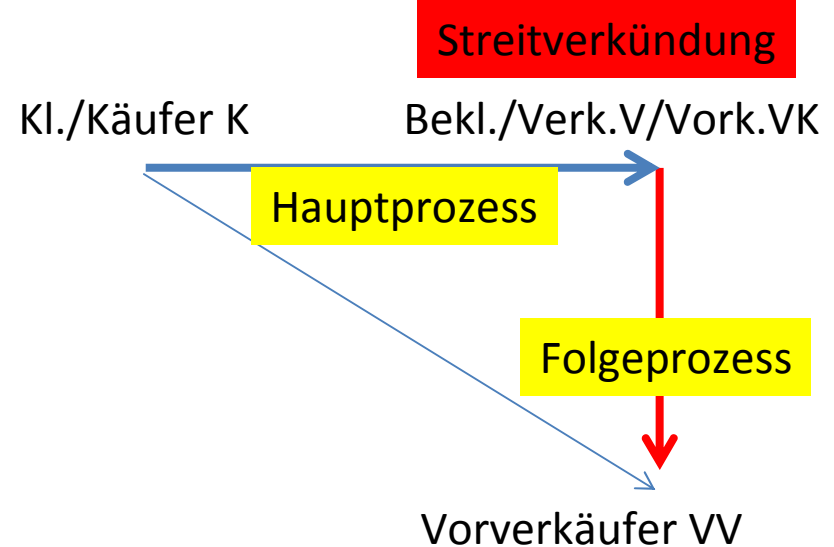 Streitverkündung
Kl./Käufer K
Bekl./Verk.V/Vork.VK
Hauptprozess
Folgeprozess
Vorverkäufer VV